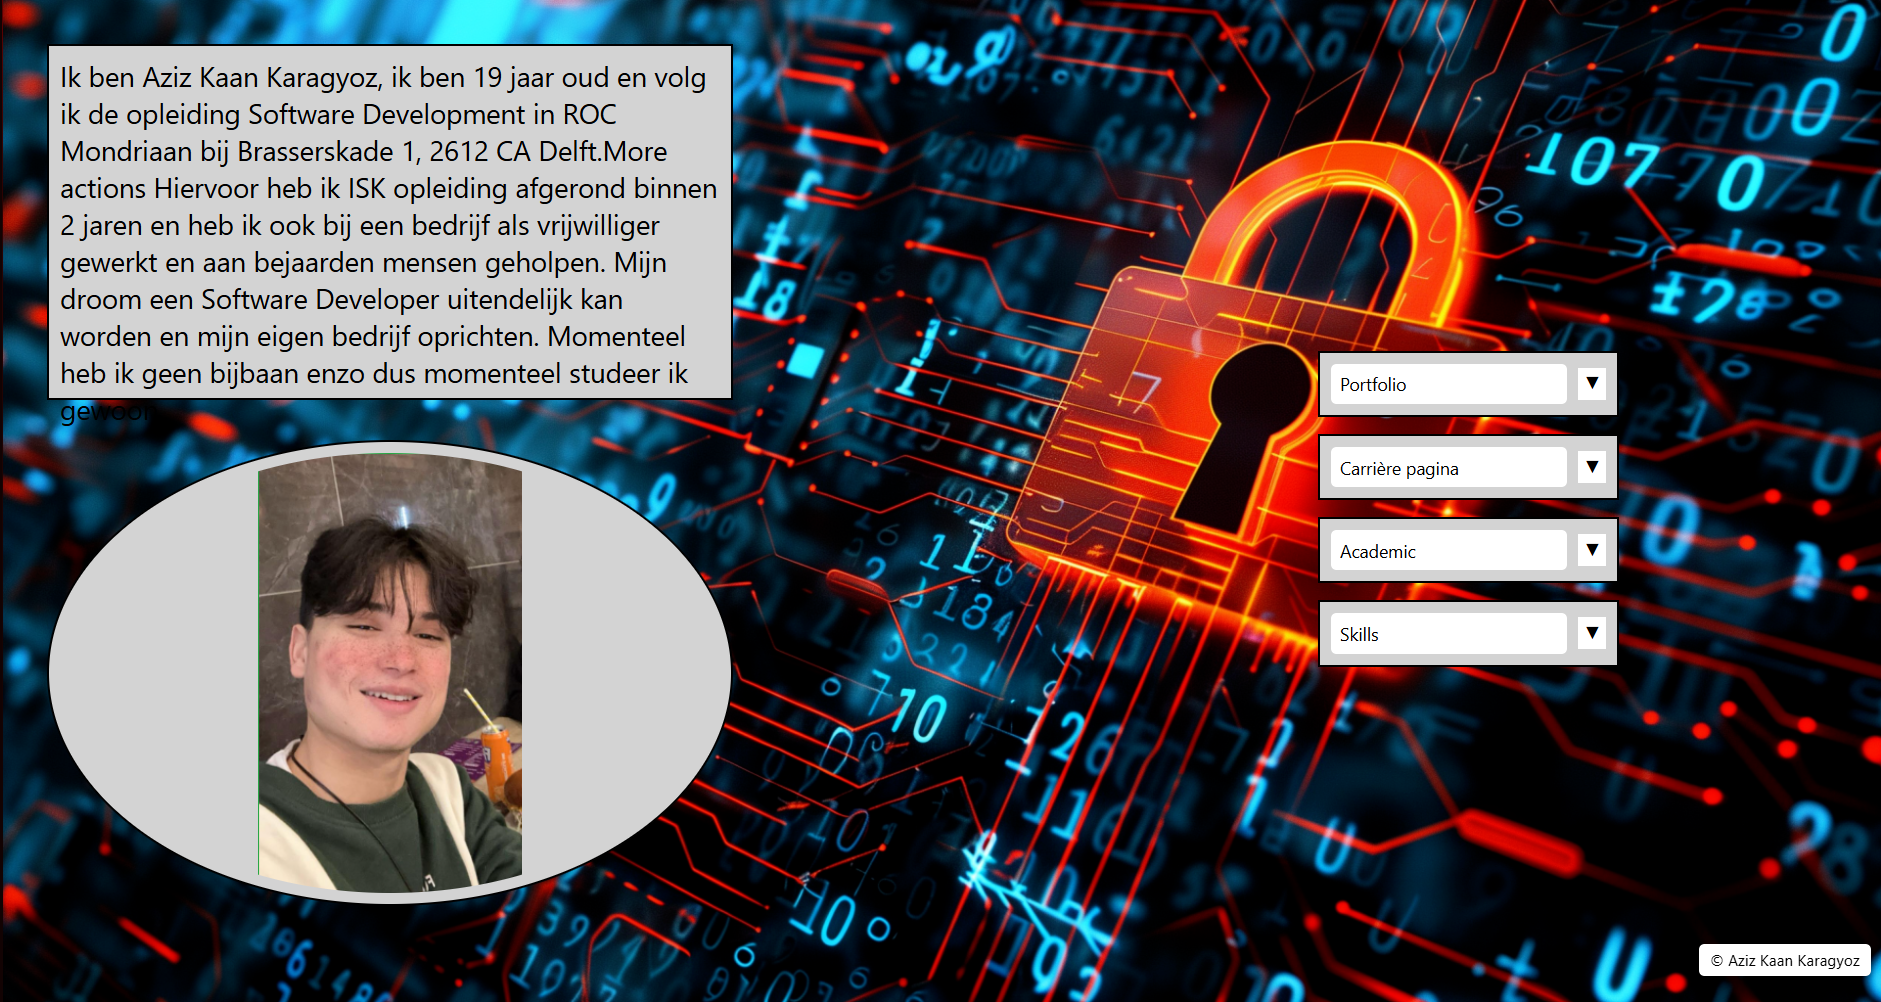 Ik ben Aziz Kaan Karagyoz, ik ben 19 jaar oud en volg
ik de opleiding Software Development in ROC
Mondriaan bij Brasserskade 1, 2612 CA Delft.More
actions Hiervoor heb ik ISK opleiding afgerond binnen
2 jaren en heb ik ook bij een bedrijf als vrijwilliger
gewerkt en aan bejaarden mensen geholpen. Mijn
droom een Software Developer uitendelijk kan
worden en mijn eigen bedrijf oprichten. Momenteel
heb ik geen bijbaan enzo dus momenteel studeer ik
Portfolio
Carrière pagina
Academic
Skills
© Aziz Kaan Karagyoz